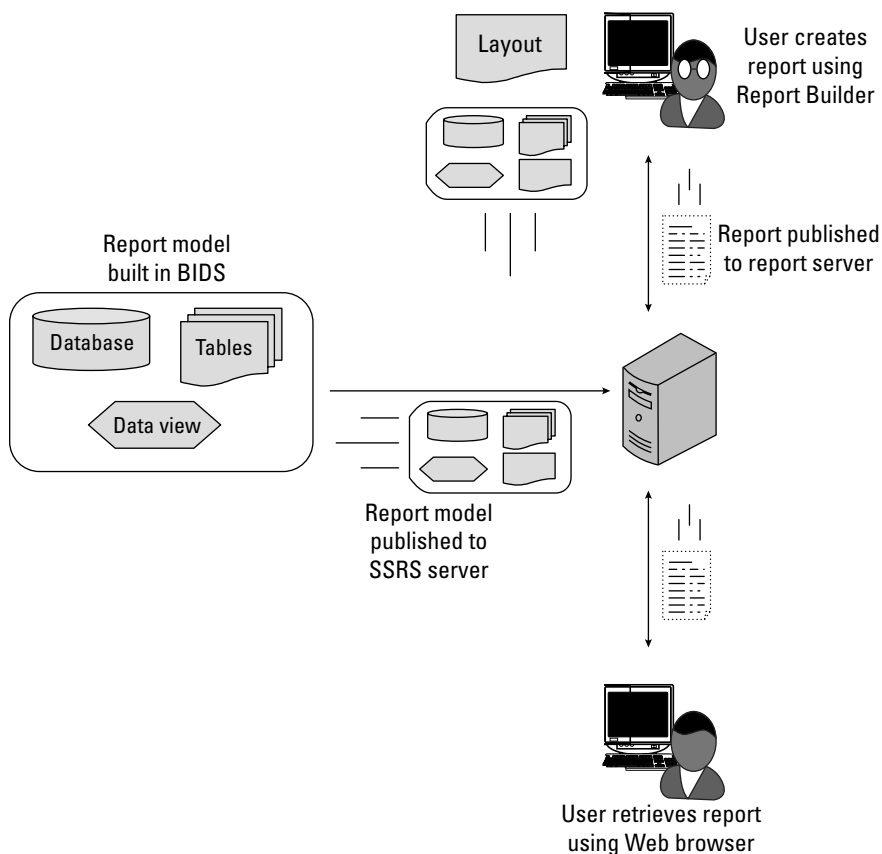 Layout
User creates
report using
Report Builder
Report published
to report server
Report model
built in BIDS
Database
Tables
Data view
Report model
published to
SSRS server
User retrieves report
using Web browser